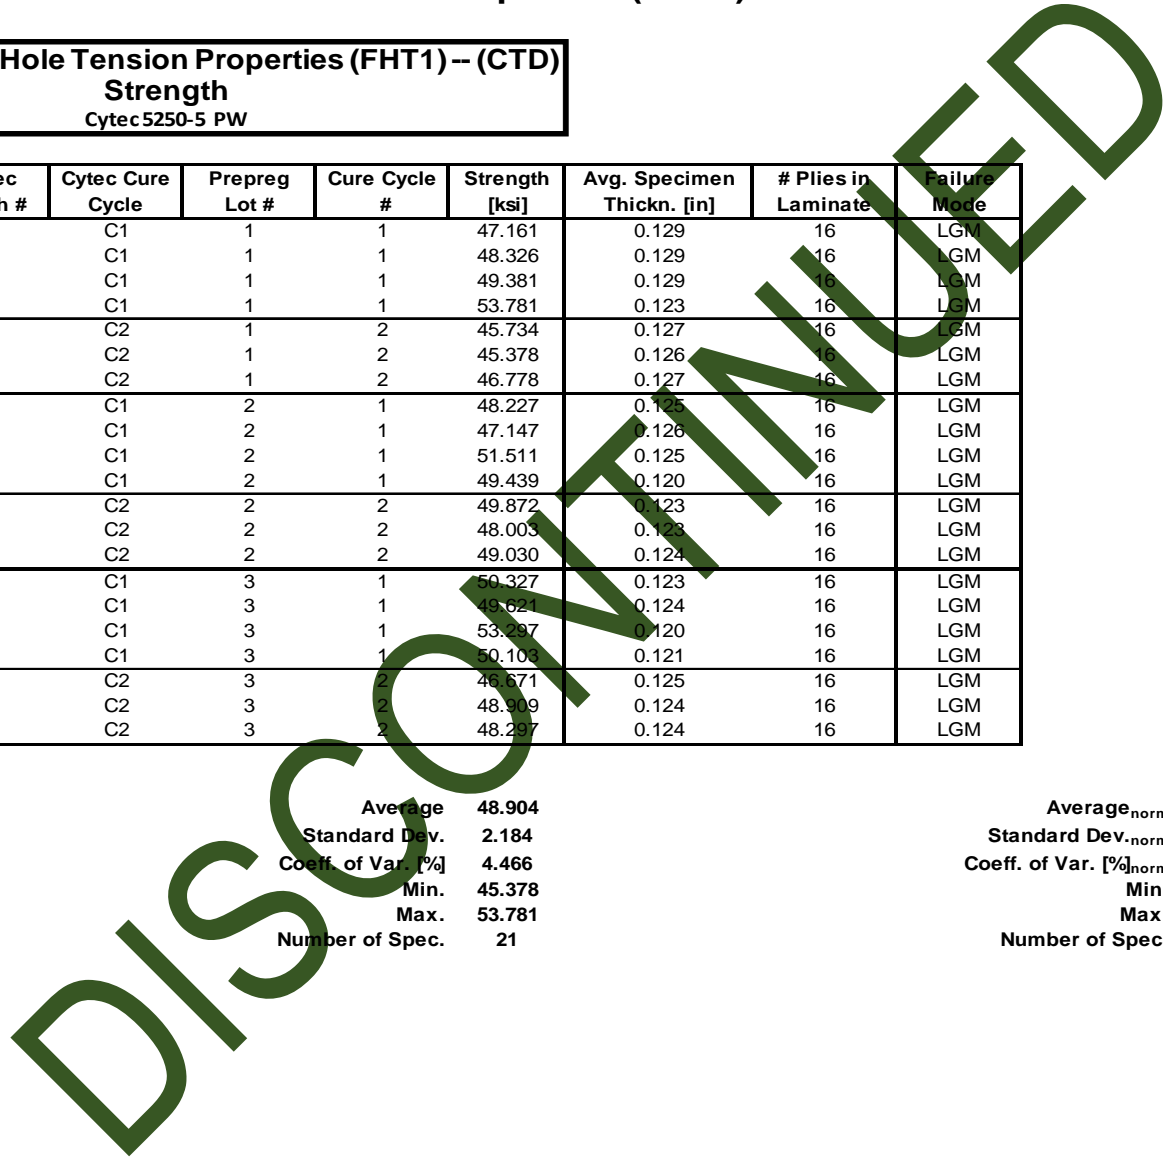 Hole Tension Properties (FHT1) -- (CTD)
Strength
Cytec 5250-5 PW
Cytec Cure Prepreg Cure Cycle Strength Avg. Specimen # Plies in Failure
h # Cycle Lot # # [ksi] Thickn. [in] Laminate Mode
C1 1 1 47.161 0.129 16 LGM
C1 1 1 48.326 0.129 16 LGM
C1 1 1 49.381 0.129 16 LGM
C1 1 1 53.781 0.123 16 LGM
C2 1 2 45.734 0.127 16 LGM
C2 1 2 45.378 0.126 16 LGM
C2 1 2 46.778 0.127 16 LGM
C1 2 1 48.227 0.125 16 LGM
C1 2 1 47.147 0.126 16 LGM
C1 2 1 51.511 0.125 16 LGM
C1 2 1 49.439 0.120 16 LGM
C2 2 2 49.872 0.123 16 LGM
C2 2 2 48.003 0.123 16 LGM
C2 2 2 49.030 0.124 16 LGM
C1 3 1 50.327 0.123 16 LGM
C1 3 1 49.621 0.124 16 LGM
C1 3 1 53.297 0.120 16 LGM
C1 3 1 50.103 0.121 16 LGM
C2 3 2 46.671 0.125 16 LGM
C2 3 2 48.909 0.124 16 LGM
C2 3 2 48.297 0.124 16 LGM
Average 48.904 Average norm
Standard Dev. 2.184 Standard Dev. norm
Coeff. of Var. [%] 4.466 Coeff. of Var. [%] norm
Min. 45.378 Min
Max. 53.781 Max
Number of Spec. 21 Number of Spec
DISCONTINUED